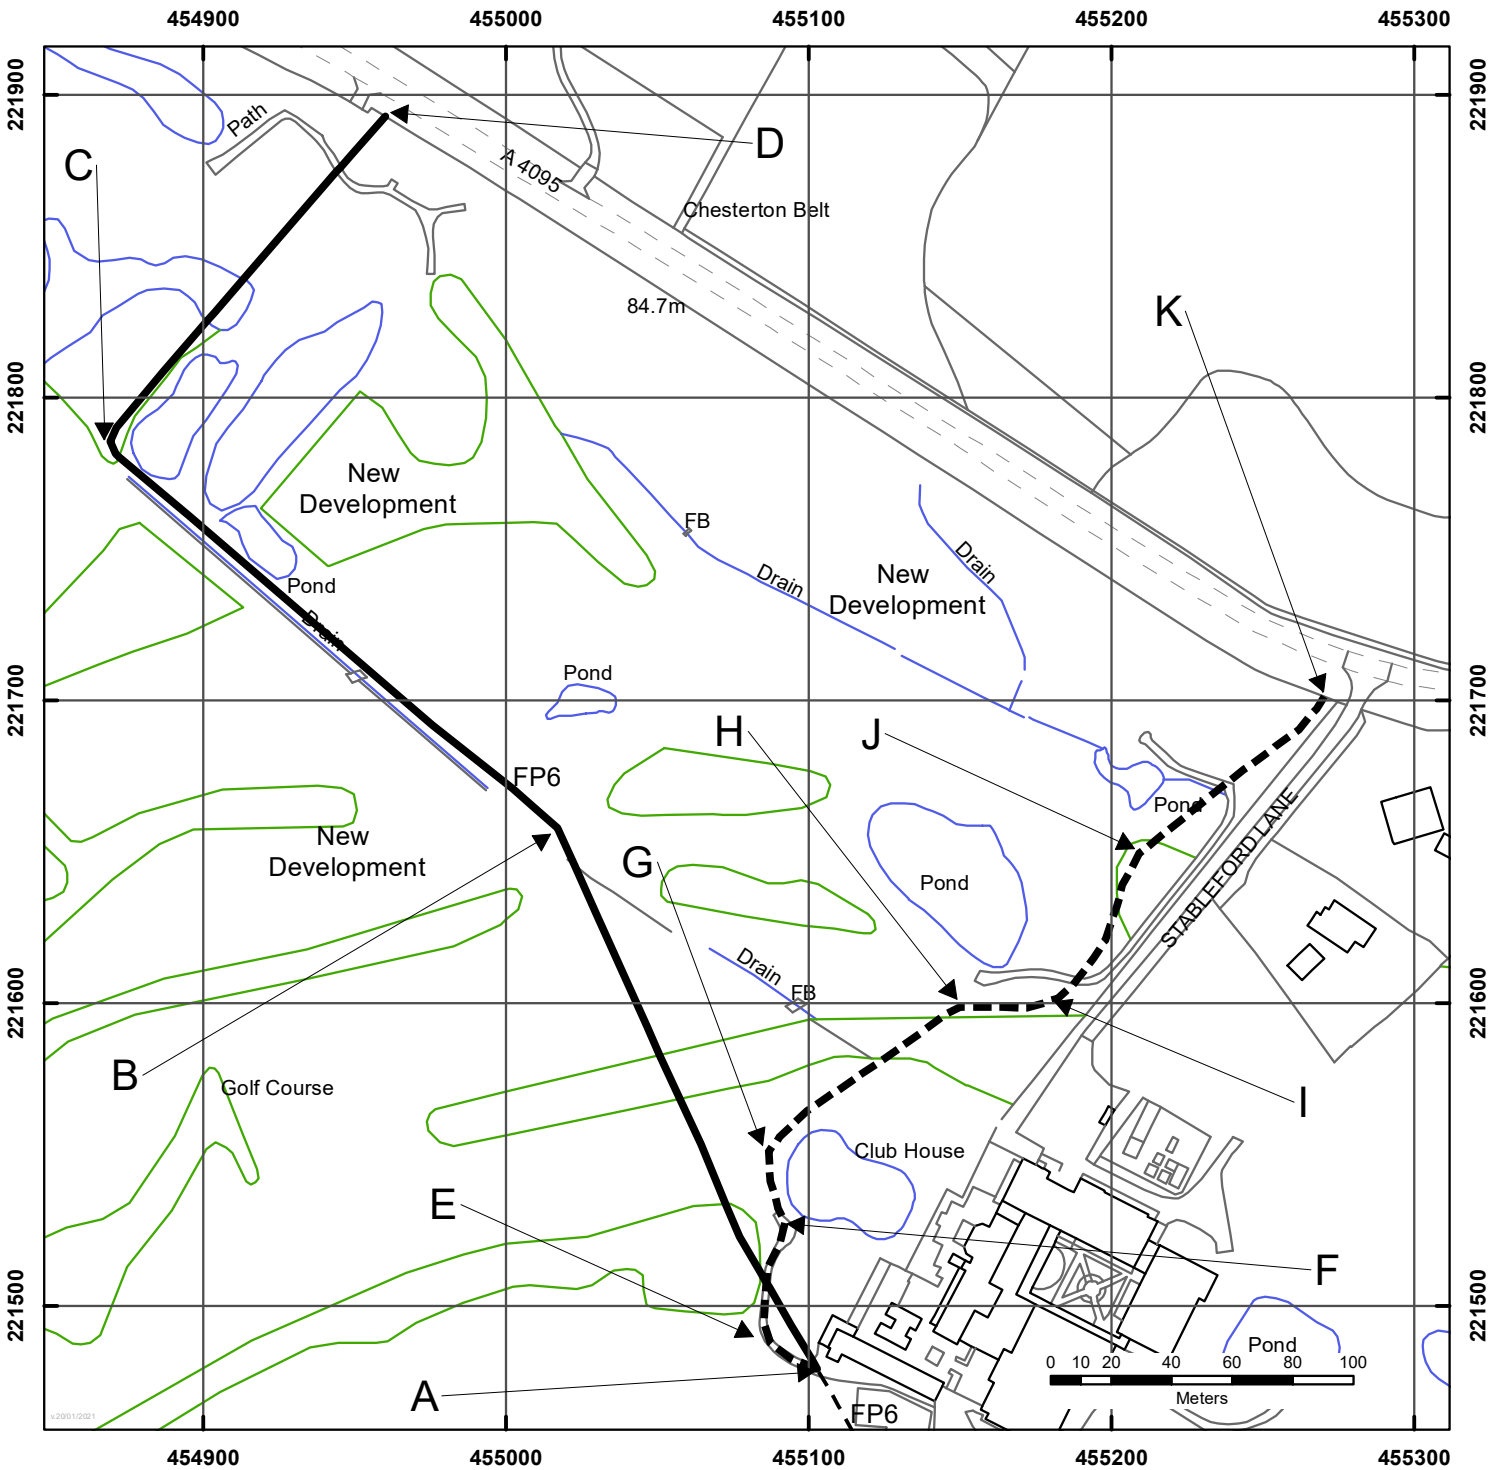 454900
455000
455100
455200
455300
221900
221900
Path
D
C
A 4095
Chesterton Belt
84.7m
K
221800
221800
New
Development
FB
Drain
Drain
New
Development
Pond
Drain
Pond
221700
221700
H
J
FP6
Pond
STABLEFORD LANE
New
Development
G
Pond
Drain
FB
221600
221600
B
Golf Course
I
Club House
E
F
221500
221500
Pond
0 10 20 40 60 80 100
Meters
A
FP6
v.20/01/2021
454900
455000
455100
455200
455300